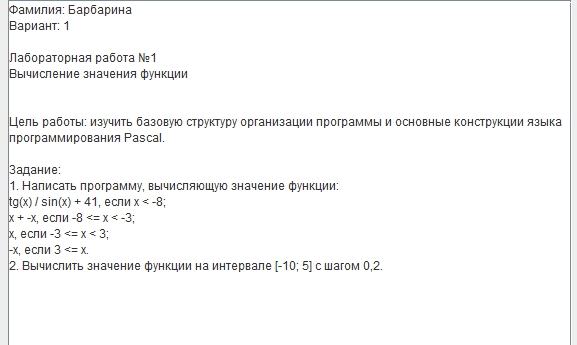 Фамилия: Барбарина
Вариант: 1
Лабораторная работа №1
Вычисление значения функции
Цель работы: изучить базовую структуру организации программы и основные конструкции языка
программирования Pascal.
Задание:
1. Написать программу, вычисляющую значение функции:
tg(x) / sin(x) + 41, если x < -8;
x + -x, если -8 <= x < -3;
x, если -3 <= x < 3;
-x, если 3 <= x.
2. Вычислить значение функции на интервале [-10; 5] с шагом 0,2.